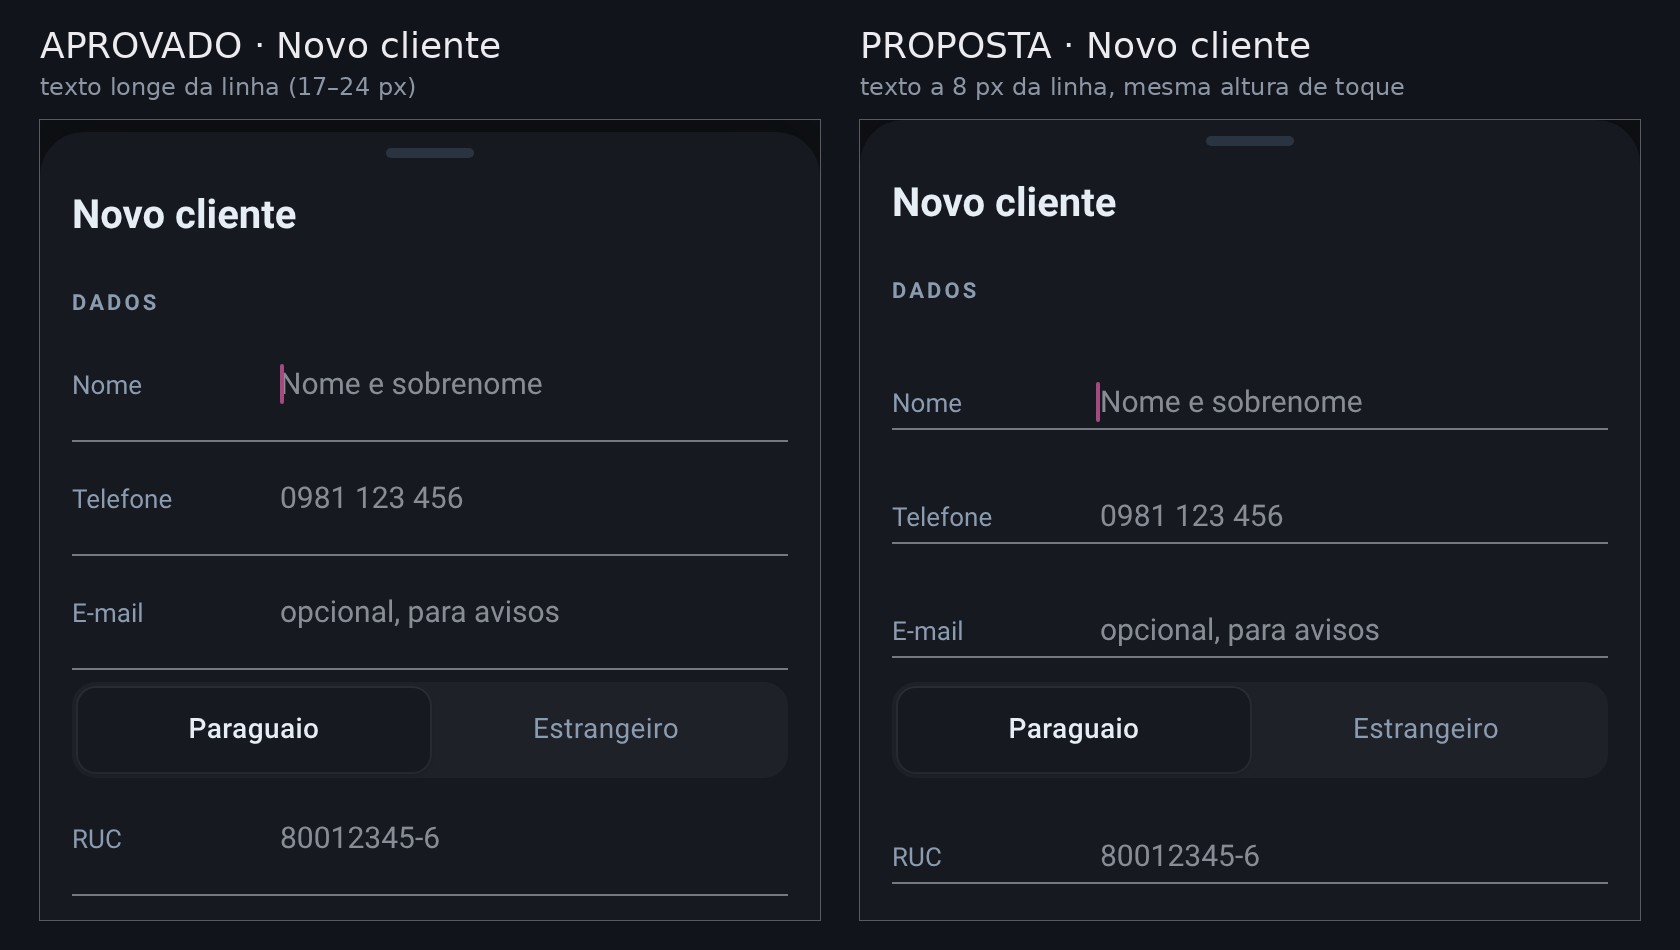 APROVADO · Novo cliente
texto longe da linha (17–24 px)
Novo cliente
DADOS
Nome Nome e sobrenome
Telefone 0981 123 456
E-mail opcional, para avisos
Paraguaio Estrangeiro
RUC 80012345-6
PROPOSTA · Novo cliente
texto a 8 px da linha, mesma altura de toque
Novo cliente
DADOS
Nome Nome e sobrenome
Telefone 0981 123 456
E-mail opcional, para avisos
Paraguaio Estrangeiro
RUC 80012345-6